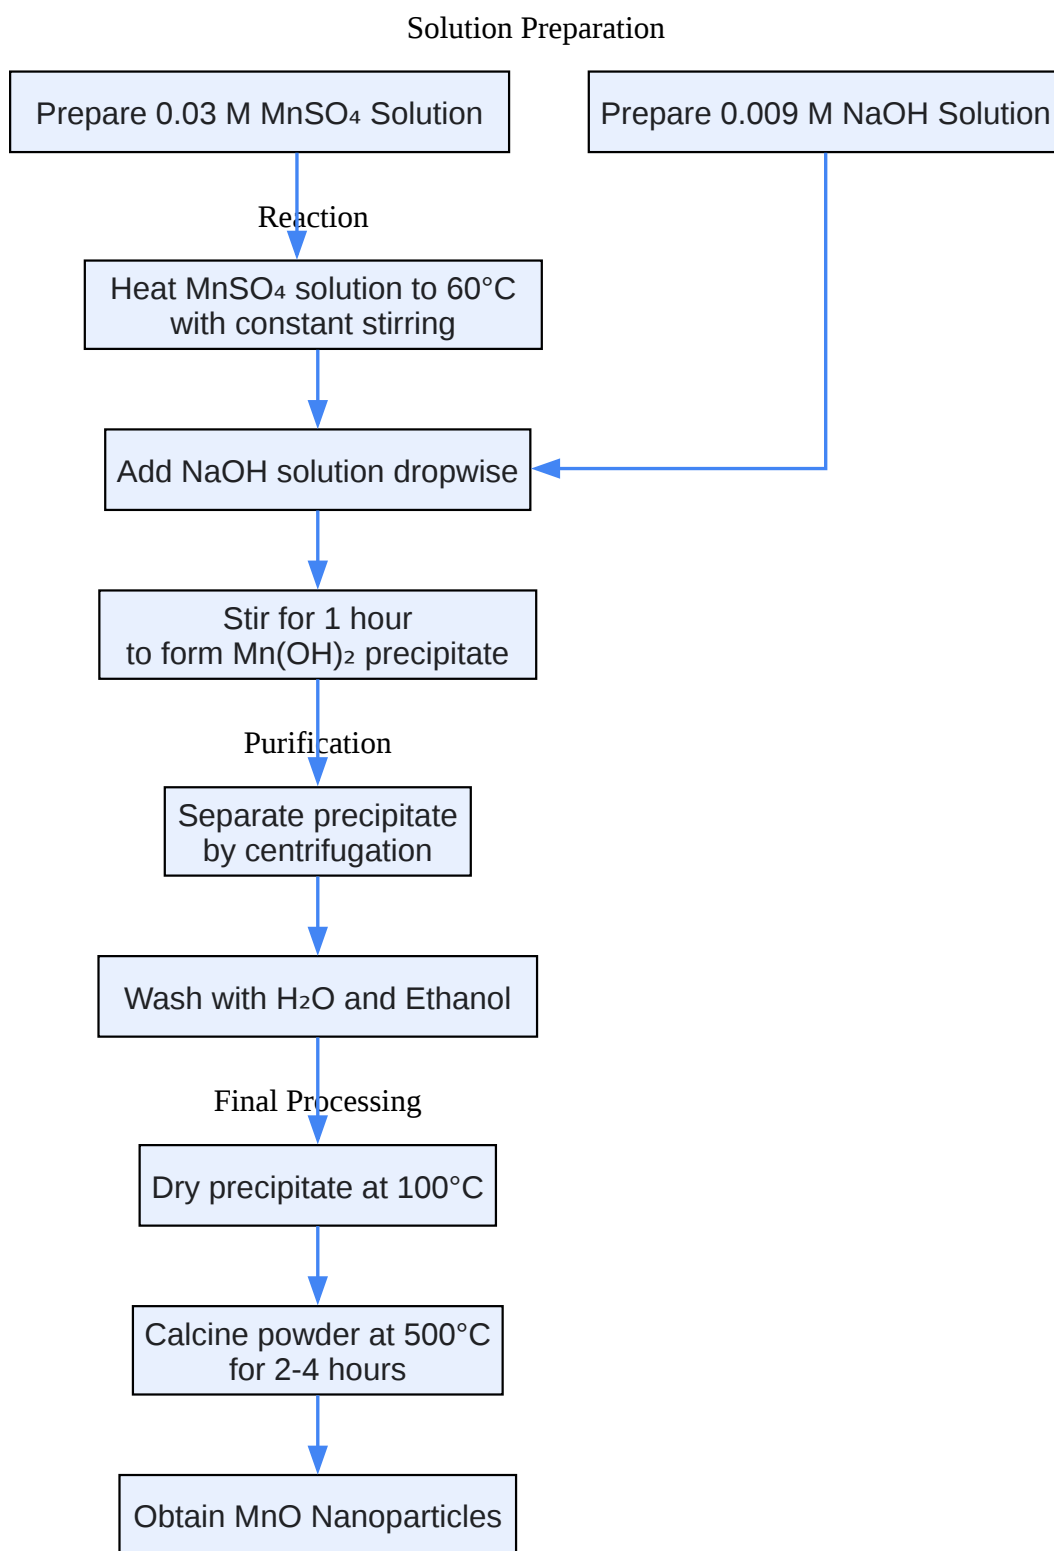 Solution Preparation
Prepare 0.03 M MnSO₄ Solution
Prepare 0.009 M NaOH Solution
Reaction
Heat MnSO₄ solution to 60°C
with constant stirring
Add NaOH solution dropwise
Stir for 1 hour
to form Mn(OH)₂ precipitate
Purification
Separate precipitate
by centrifugation
Wash with H₂O and Ethanol
Final Processing
Dry precipitate at 100°C
Calcine powder at 500°C
for 2-4 hours
Obtain MnO Nanoparticles